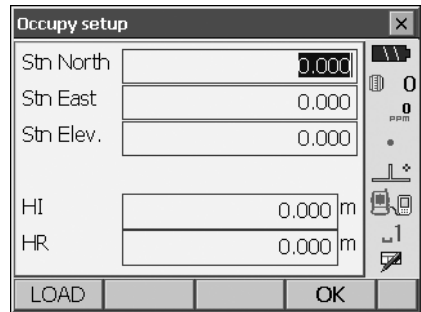 Occupy setup
Stn North 0.000
0
Stn East 0.000
0
ppm
Stn Elev. 0.000
HI 0.000 m
HR 0.000 m
1
LOAD OK